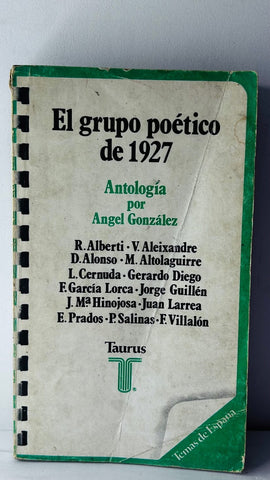 El grupo poético
de 1927
Antología
por
Angel González
R. Alberti · V. Aleixandre
D. Alonso · M. Altolaguirre
L. Cernuda · Gerardo Diego
F. García Lorca · Jorge Guillén
J. Mª Hinojosa · Juan Larrea
E. Prados · P. Salinas · F. Villalón
Taurus
T®
Temas de España